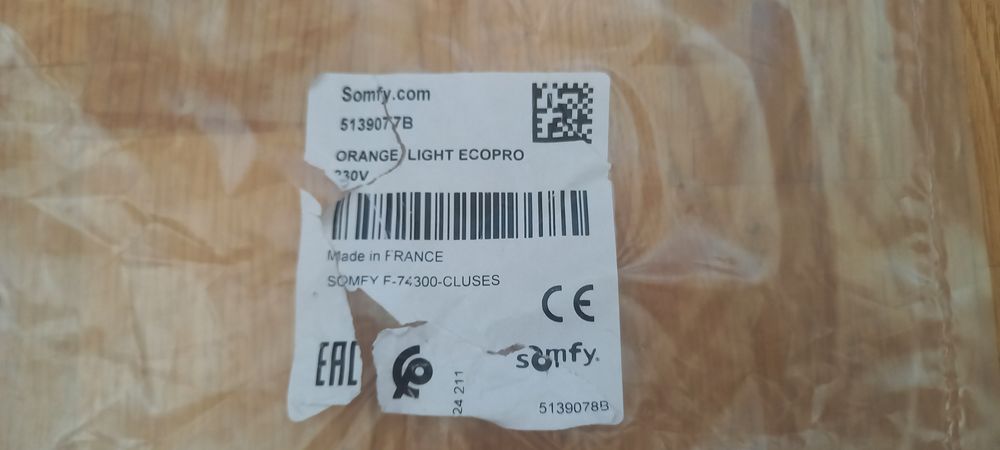 Somfy.com
5139077B
ORANGE LIGHT ECOPRO
230V
Made in FRANCE
SOMFY F-74300-CLUSES
CE
EAC
somfy.
24 211
5139078B